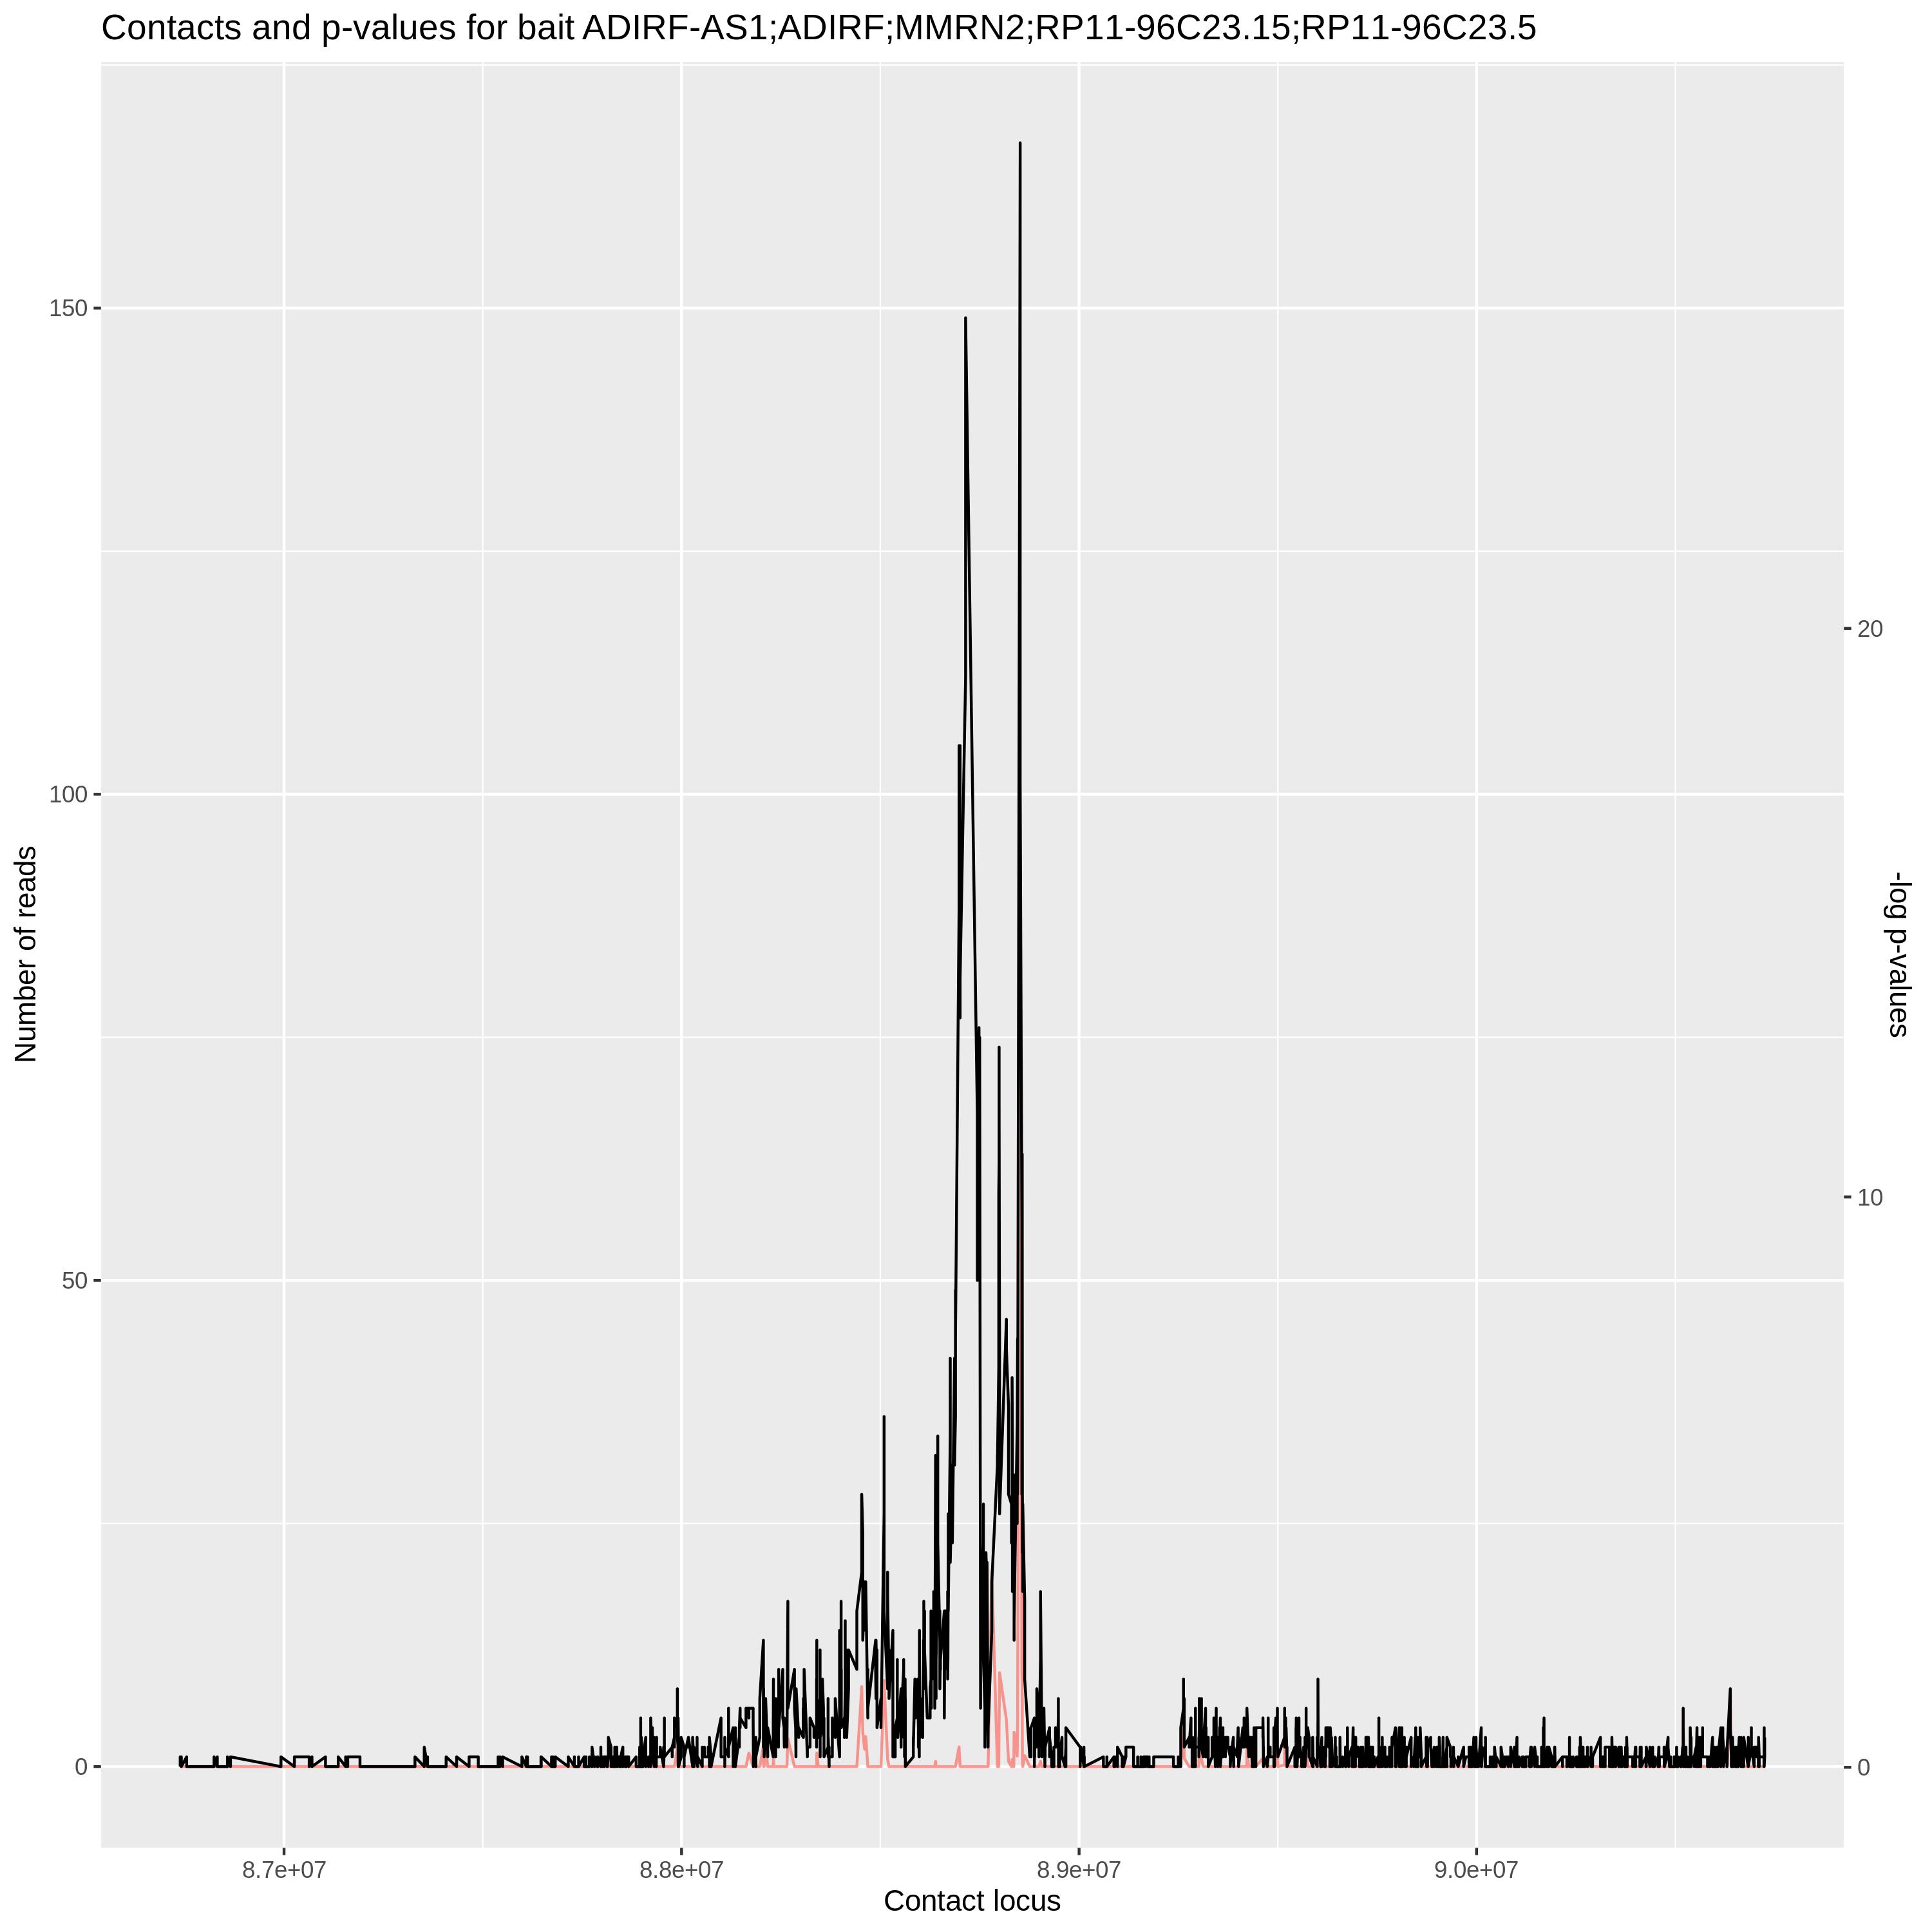 Contacts and p-values for bait ADIRF-AS1;ADIRF;MMRN2;RP11-96C23.15;RP11-96C23.5
150
100
50
0
Number of reads
20
10
0
-log p-values
8.7e+07
8.8e+07
8.9e+07
9.0e+07
Contact locus